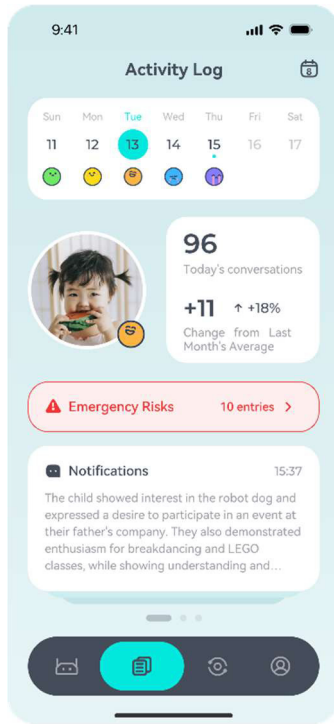 9:41
Activity Log
8
Sun Mon Tue Wed Thu Fri Sat
11 12 13 14 15 16 17
96
Today's conversations
+11 ↑ +18%
Change from Last
Month's Average
Emergency Risks 10 entries >
Notifications 15:37
The child showed interest in the robot dog and
expressed a desire to participate in an event at
their father's company. They also demonstrated
enthusiasm for breakdancing and LEGO
classes, while showing understanding and...